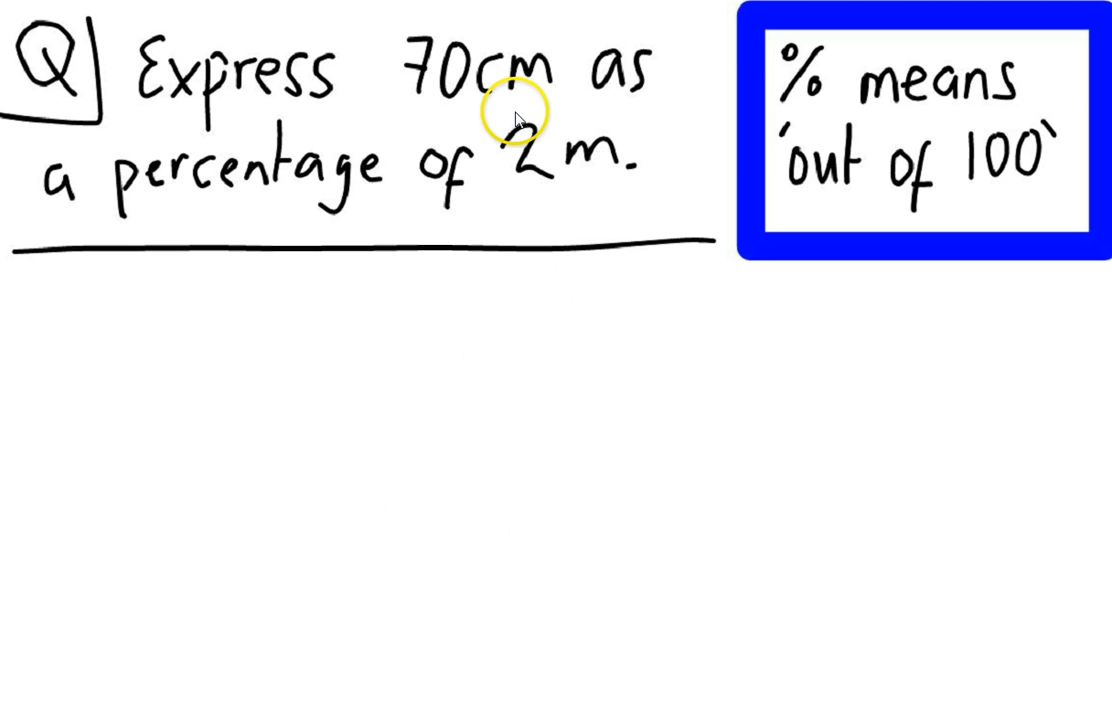 Q Express 70cm as
a percentage of 2m.
% means
'out of 100'